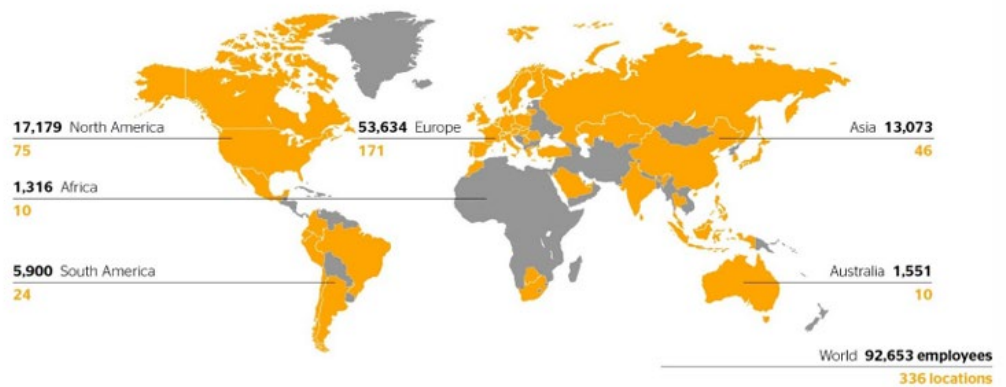 17,179 North America
75
53,634 Europe
171
Asia 13,073
46
1,316 Africa
10
5,900 South America
24
Australia 1,551
10
World 92,653 employees
336 locations